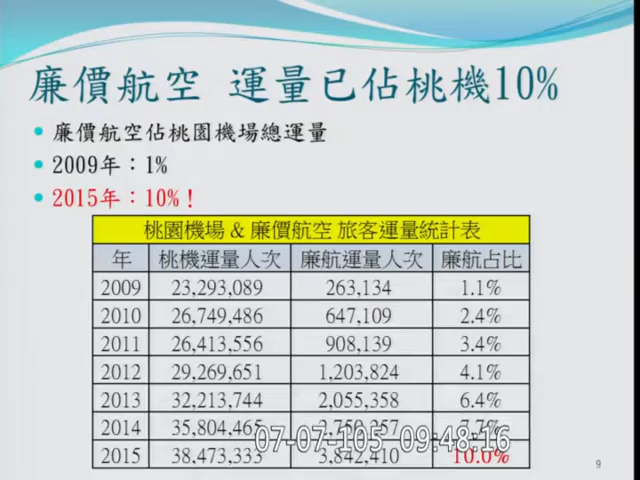 廉價航空 運量已佔桃機10%
廉價航空佔桃園機場總運量
2009年：1%
2015年：10%！
桃園機場 & 廉價航空 旅客運量統計表
年 桃機運量人次 廉航運量人次 廉航占比
2009 23,293,089 263,134 1.1%
2010 26,749,486 647,109 2.4%
2011 26,413,556 908,139 3.4%
2012 29,269,651 1,203,824 4.1%
2013 32,213,744 2,055,358 6.4%
2014 35,804,465 7.7%
07-07-105 09:48:16
2015 38,473,333 3,842,410 10.0%
9